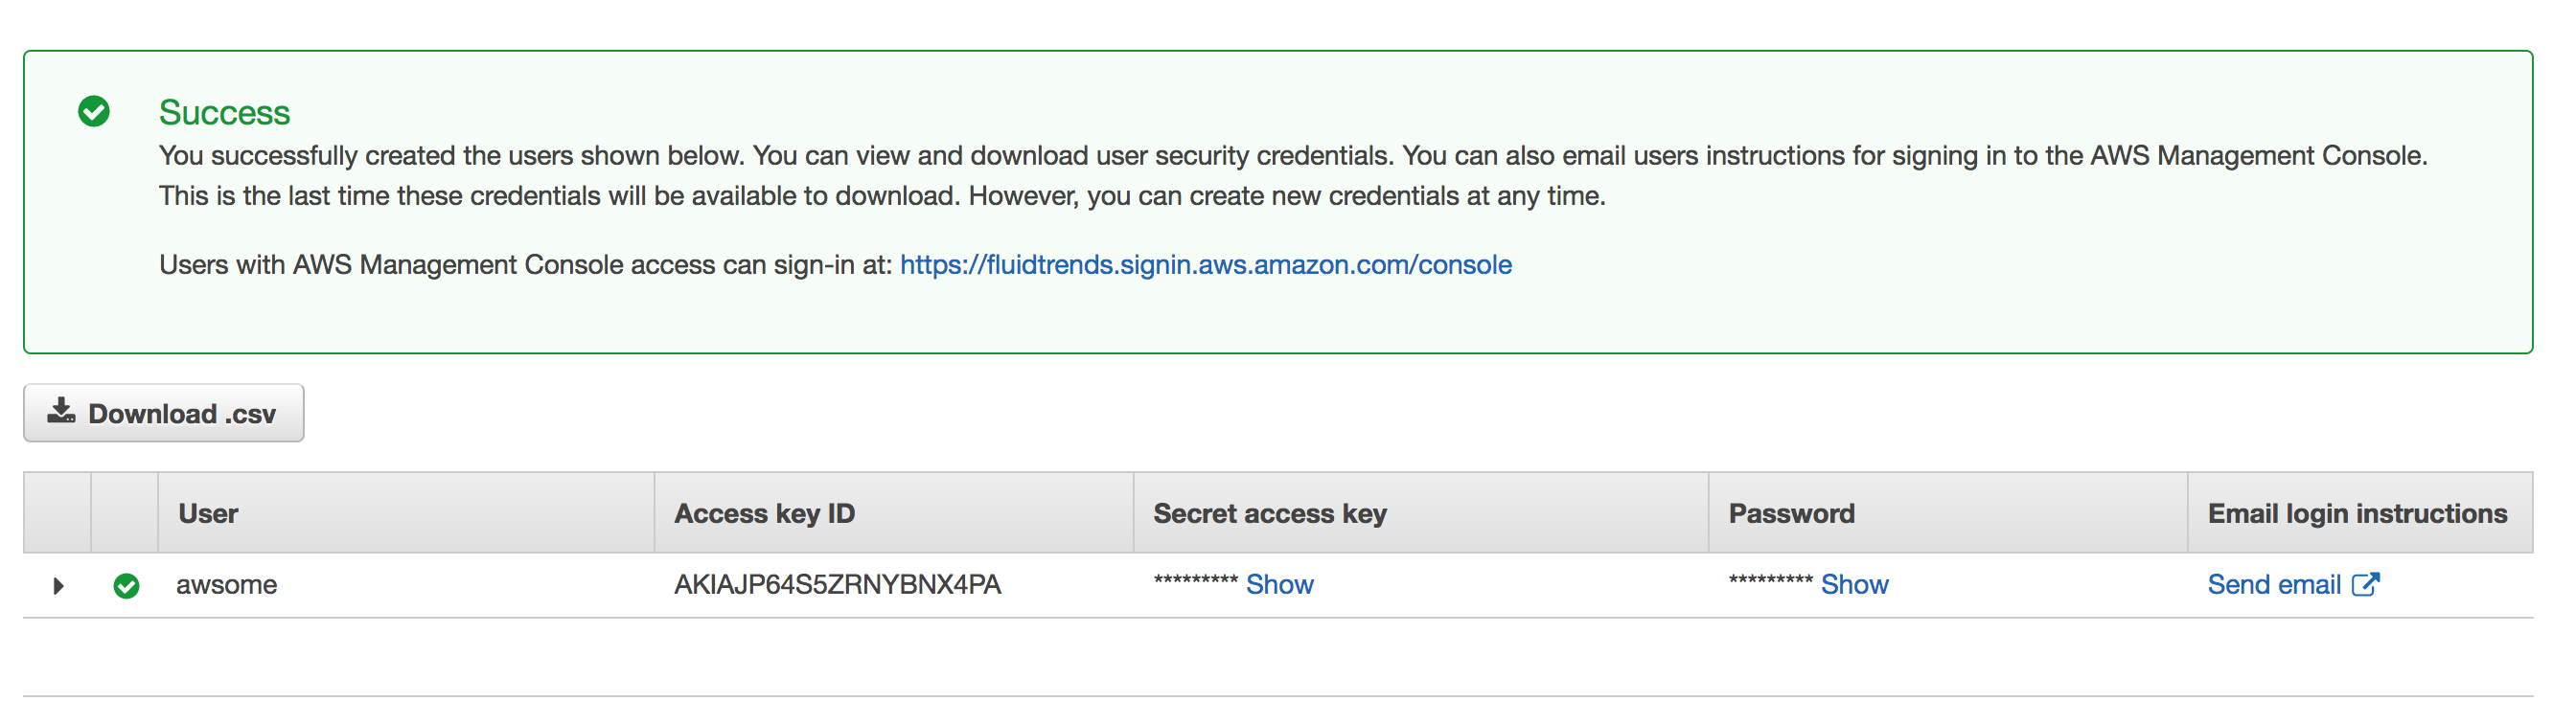 Success
You successfully created the users shown below. You can view and download user security credentials. You can also email users instructions for signing in to the AWS Management Console.
This is the last time these credentials will be available to download. However, you can create new credentials at any time.
Users with AWS Management Console access can sign-in at: https://fluidtrends.signin.aws.amazon.com/console
Download .csv
User Access key ID Secret access key Password Email login instructions
awsome AKIAJP64S5ZRNYBNX4PA ********* Show ********* Show Send email